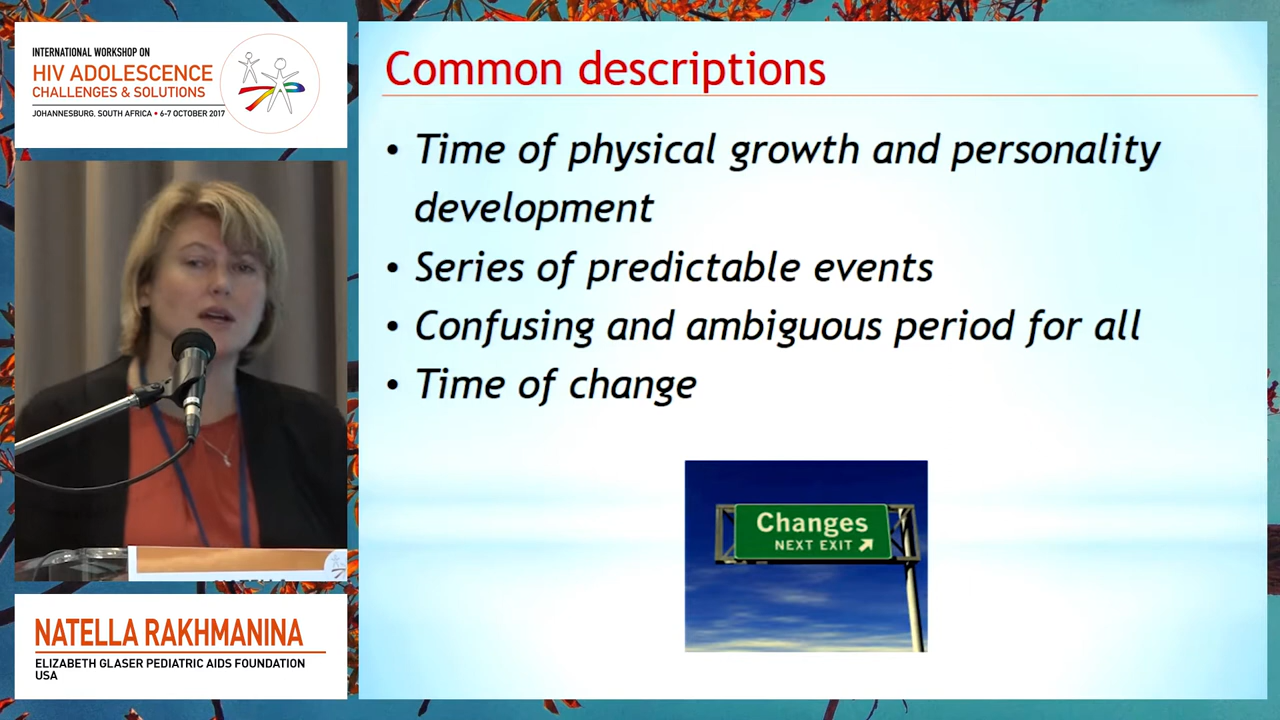 INTERNATIONAL WORKSHOP ON
HIV ADOLESCENCE
CHALLENGES & SOLUTIONS
JOHANNESBURG, SOUTH AFRICA • 6-7 OCTOBER 2017
NATELLA RAKHMANINA
ELIZABETH GLASER PEDIATRIC AIDS FOUNDATION
USA
Common descriptions
• Time of physical growth and personality
development
• Series of predictable events
• Confusing and ambiguous period for all
• Time of change
Changes
NEXT EXIT